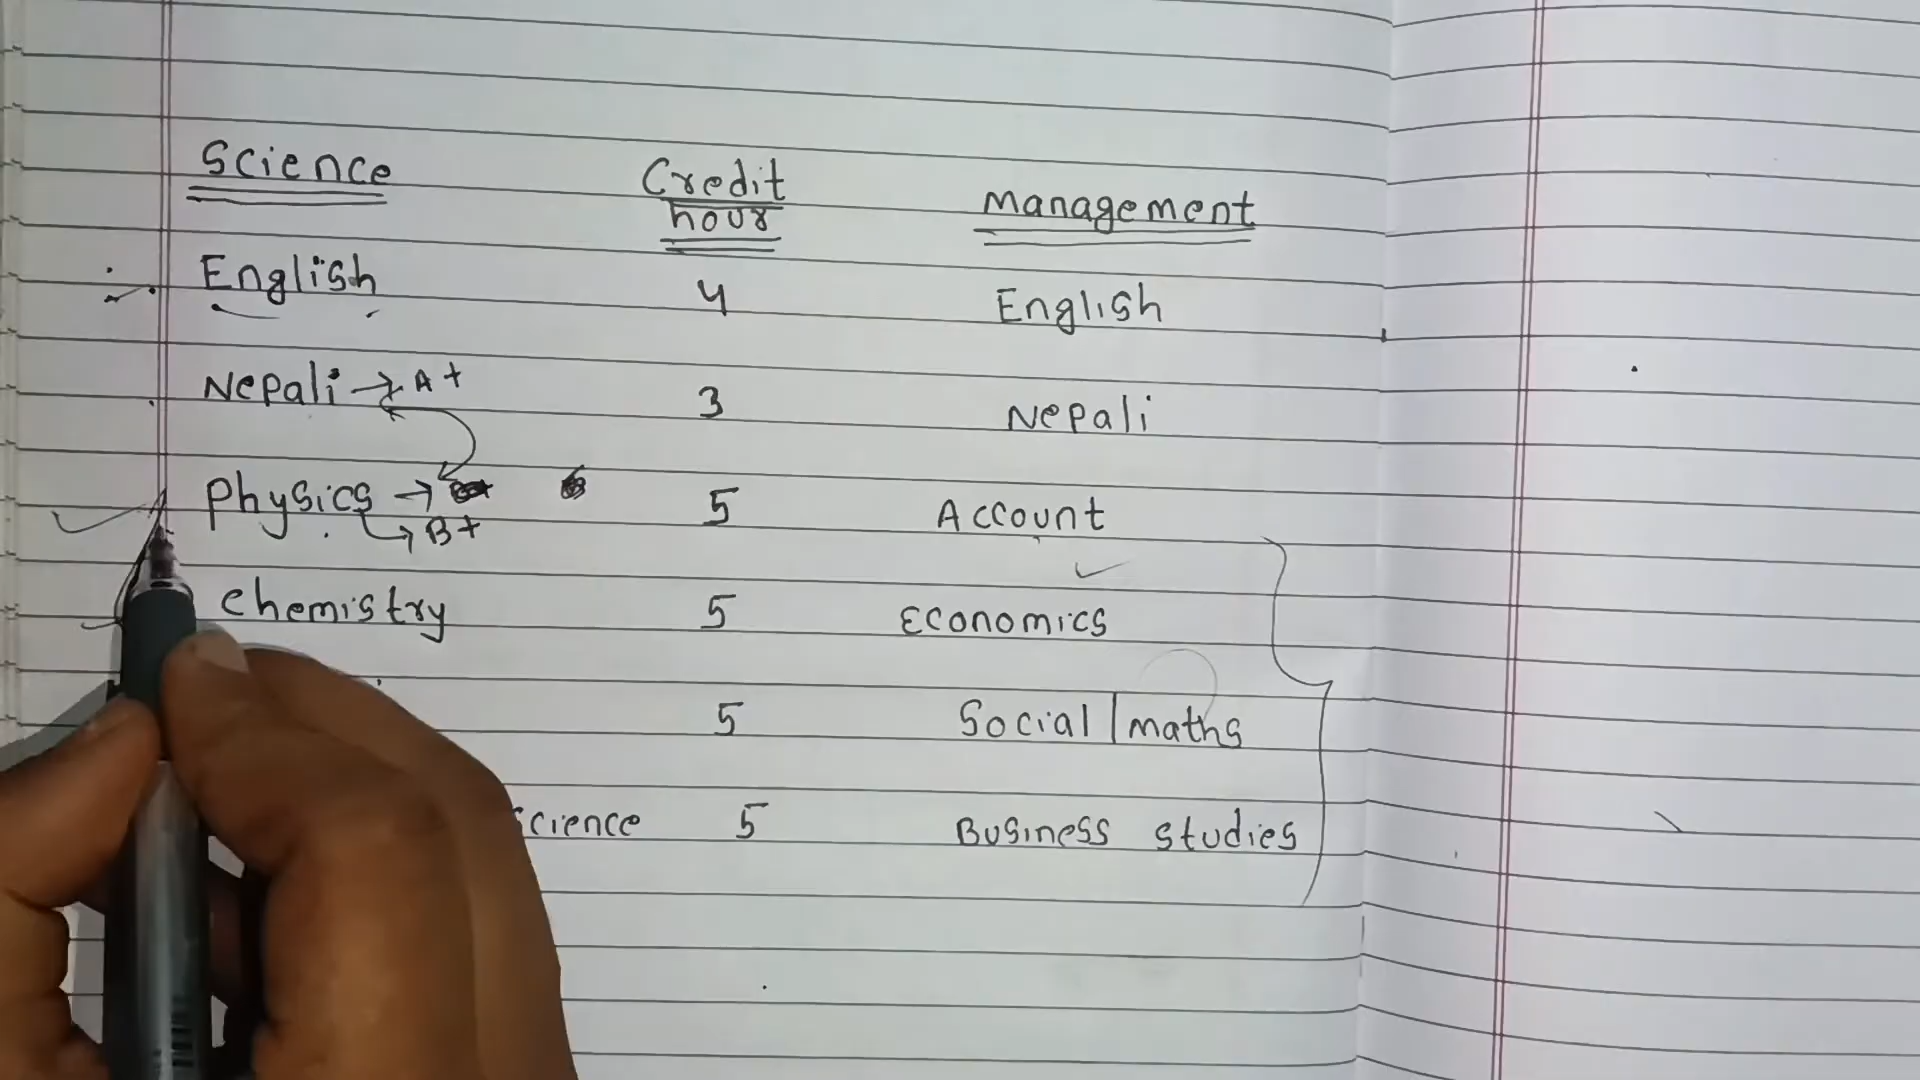 Science Credit hour Management
English 4 English
Nepali → A+ 3 Nepali
Physics → 5 Account
→ B+
Chemistry 5 Economics
5 Social | maths
science 5 Business studies